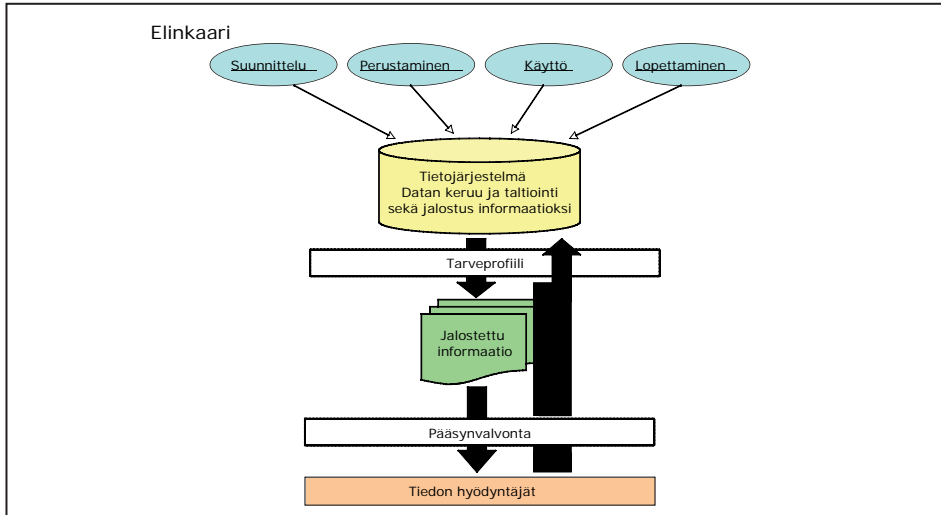 Elinkaari
Suunnittelu
Perustaminen
Käyttö
Lopettaminen
Tietojärjestelmä
Datan keruu ja taltiointi
sekä jalostus informaatioksi
Tarveprofiili
Jalostettu
informaatio
Pääsynvalvonta
Tiedon hyödyntäjät